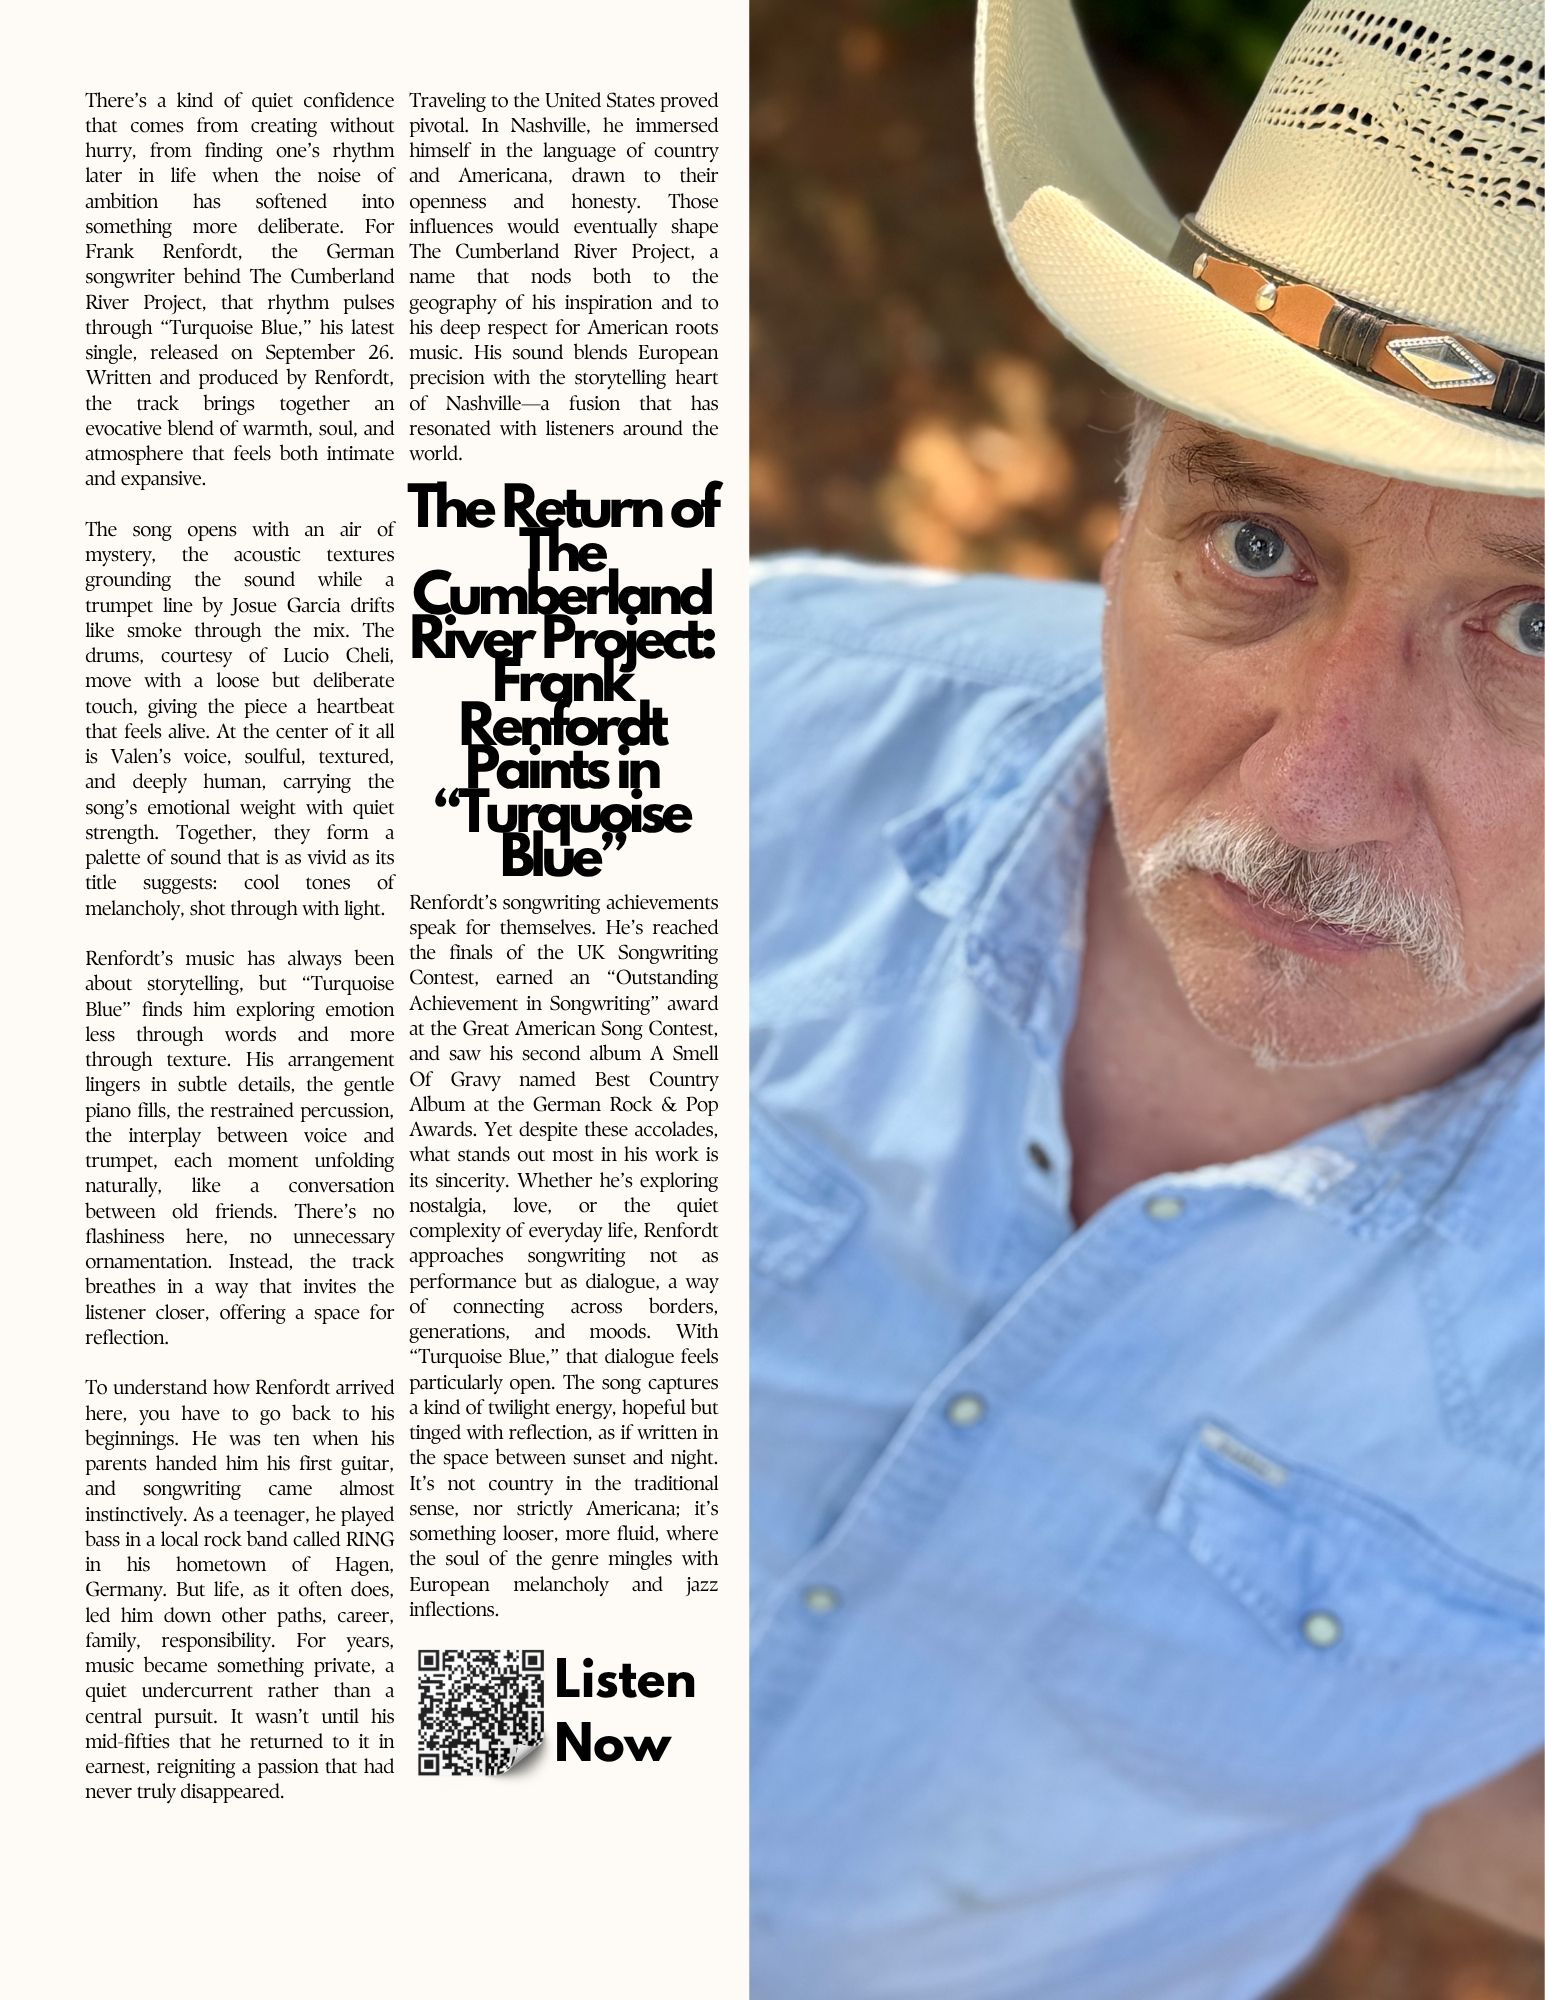 There’s a kind of quiet confidence
that comes from creating without
hurry, from finding one’s rhythm
later in life when the noise of
ambition has softened into
something more deliberate. For
Frank Renfordt, the German
songwriter behind The Cumberland
River Project, that rhythm pulses
through “Turquoise Blue,” his latest
single, released on September 26.
Written and produced by Renfordt,
the track brings together an
evocative blend of warmth, soul, and
atmosphere that feels both intimate
and expansive.
The song opens with an air of
mystery, the acoustic textures
grounding the sound while a
trumpet line by Josue Garcia drifts
like smoke through the mix. The
drums, courtesy of Lucio Cheli,
move with a loose but deliberate
touch, giving the piece a heartbeat
that feels alive. At the center of it all
is Valen’s voice, soulful, textured,
and deeply human, carrying the
song’s emotional weight with quiet
strength. Together, they form a
palette of sound that is as vivid as its
title suggests: cool tones of
melancholy, shot through with light.
Renfordt’s music has always been
about storytelling, but “Turquoise
Blue” finds him exploring emotion
less through words and more
through texture. His arrangement
lingers in subtle details, the gentle
piano fills, the restrained percussion,
the interplay between voice and
trumpet, each moment unfolding
naturally, like a conversation
between old friends. There’s no
flashiness here, no unnecessary
ornamentation. Instead, the track
breathes in a way that invites the
listener closer, offering a space for
reflection.
To understand how Renfordt arrived
here, you have to go back to his
beginnings. He was ten when his
parents handed him his first guitar,
and songwriting came almost
instinctively. As a teenager, he played
bass in a local rock band called RING
in his hometown of Hagen,
Germany. But life, as it often does,
led him down other paths, career,
family, responsibility. For years,
music became something private, a
quiet undercurrent rather than a
central pursuit. It wasn’t until his
mid-fifties that he returned to it in
earnest, reigniting a passion that had
never truly disappeared.
Traveling to the United States proved
pivotal. In Nashville, he immersed
himself in the language of country
and Americana, drawn to their
openness and honesty. Those
influences would eventually shape
The Cumberland River Project, a
name that nods both to the
geography of his inspiration and to
his deep respect for American roots
music. His sound blends European
precision with the storytelling heart
of Nashville—a fusion that has
resonated with listeners around the
world.
The Return of
The
Cumberland
River Project:
Frank
Renfordt
Paints in
“Turquoise
Blue”
Renfordt’s songwriting achievements
speak for themselves. He’s reached
the finals of the UK Songwriting
Contest, earned an “Outstanding
Achievement in Songwriting” award
at the Great American Song Contest,
and saw his second album A Smell
Of Gravy named Best Country
Album at the German Rock & Pop
Awards. Yet despite these accolades,
what stands out most in his work is
its sincerity. Whether he’s exploring
nostalgia, love, or the quiet
complexity of everyday life, Renfordt
approaches songwriting not as
performance but as dialogue, a way
of connecting across borders,
generations, and moods. With
“Turquoise Blue,” that dialogue feels
particularly open. The song captures
a kind of twilight energy, hopeful but
tinged with reflection, as if written in
the space between sunset and night.
It’s not country in the traditional
sense, nor strictly Americana; it’s
something looser, more fluid, where
the soul of the genre mingles with
European melancholy and jazz
inflections.
Listen
Now